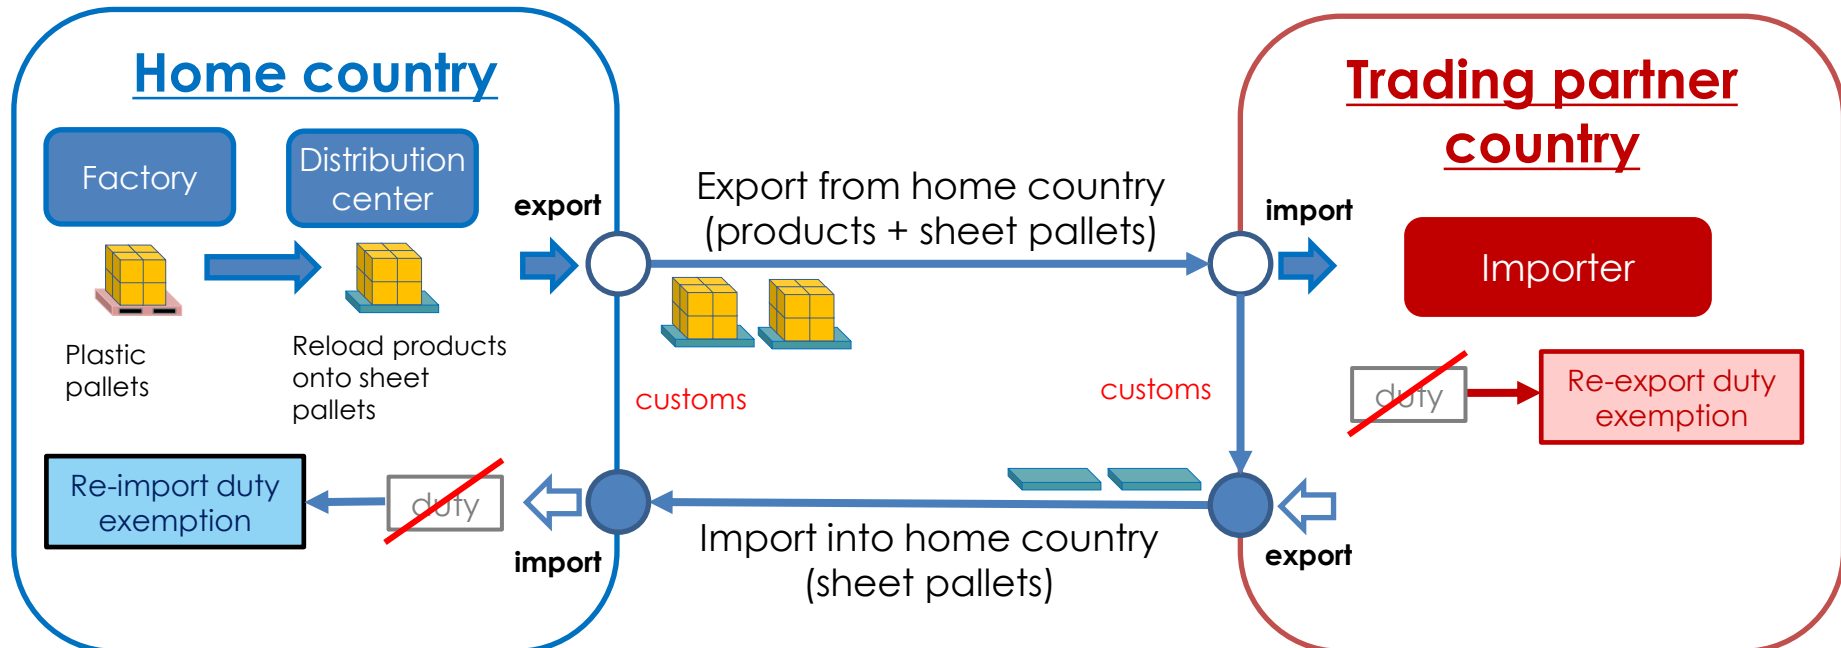 Home country
Factory
Distribution
center
Plastic
pallets
Reload products
onto sheet
pallets
export
Export from home country
(products + sheet pallets)
customs
customs
Trading partner
country
import
Importer
duty
Re-export duty
exemption
Re-import duty
exemption
duty
import
Import into home country
(sheet pallets)
export